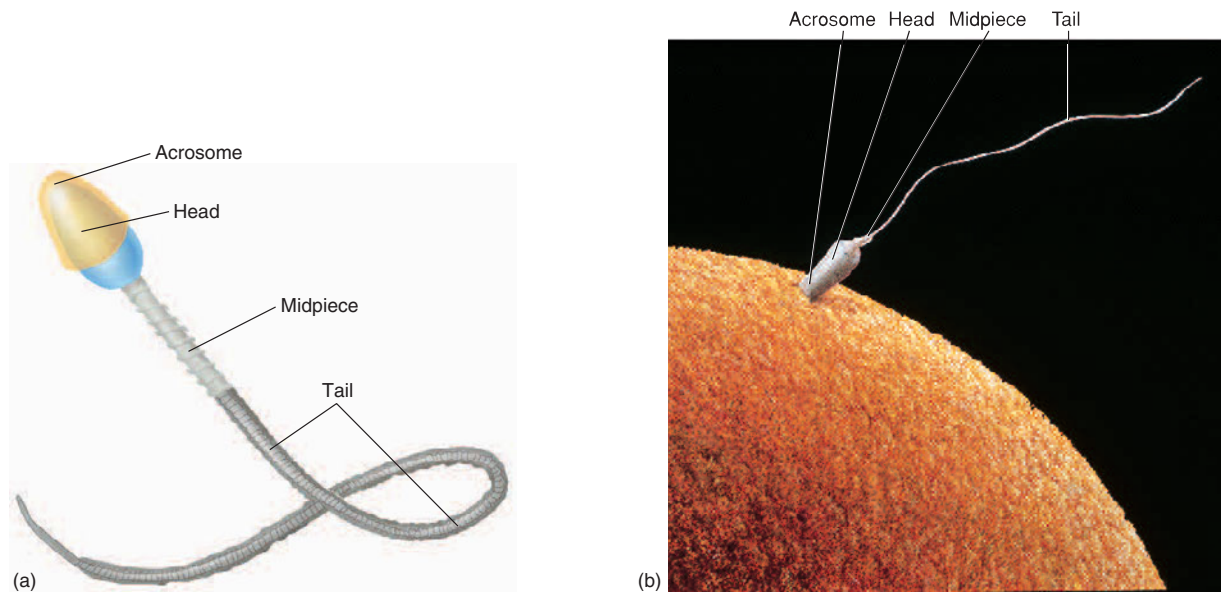 Acrosome
Head
Midpiece
Tail
(a)
Acrosome Head Midpiece Tail
(b)